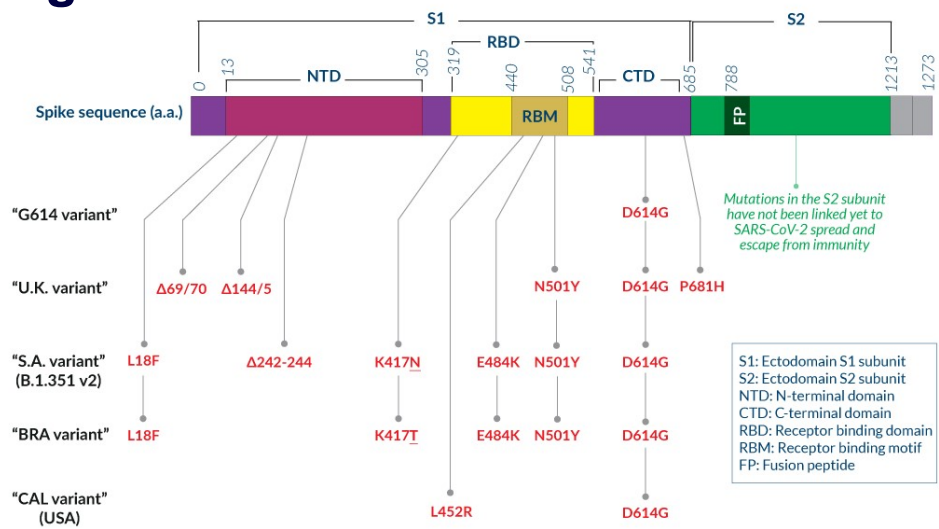 S1
S2
RBD
0
13
NTD
305
319
440
508
541
CTD
685
788
1213
1273
Spike sequence (a.a.)
RBM
FP
Mutations in the S2 subunit
have not been linked yet to
SARS-CoV-2 spread and
escape from immunity
"G614 variant"
D614G
"U.K. variant"
Δ69/70
Δ144/5
N501Y
D614G
P681H
"S.A. variant"
(B.1.351 v2)
L18F
Δ242-244
K417N
E484K
N501Y
D614G
"BRA variant"
L18F
K417T
E484K
N501Y
D614G
"CAL variant"
(USA)
L452R
D614G
S1: Ectodomain S1 subunit
S2: Ectodomain S2 subunit
NTD: N-terminal domain
CTD: C-terminal domain
RBD: Receptor binding domain
RBM: Receptor binding motif
FP: Fusion peptide